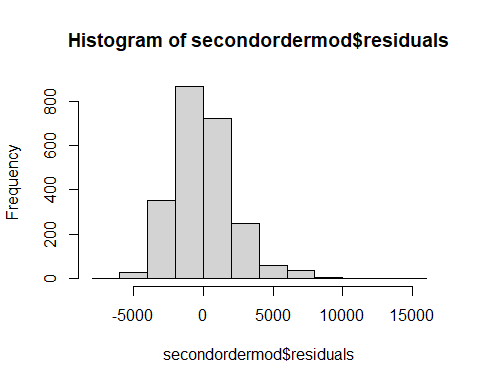 Histogram of secondordermod$residuals
Frequency
800
600
400
200
0
-5000 0 5000 10000 15000
secondordermod$residuals